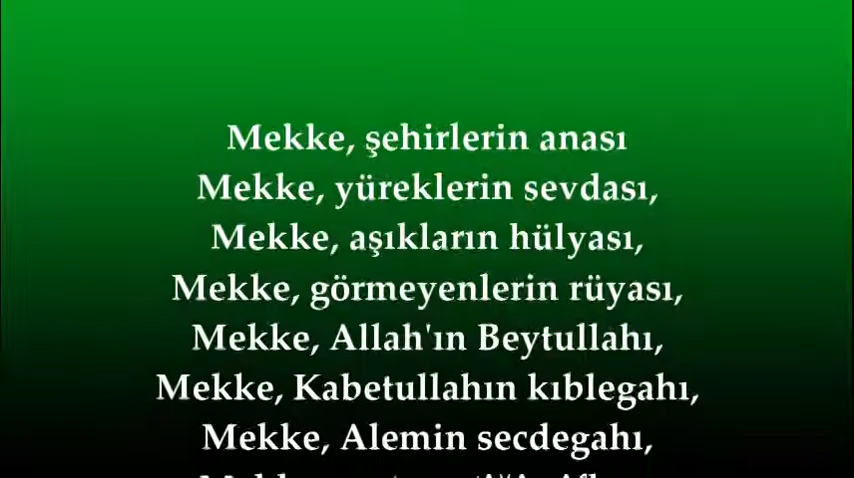 Mekke, şehirlerin anası
Mekke, yüreklerin sevdası,
Mekke, aşıkların hülyası,
Mekke, görmeyenlerin rüyası,
Mekke, Allah'ın Beytullahı,
Mekke, Kabetullahın kıblegahı,
Mekke, Alemin secdegahı,